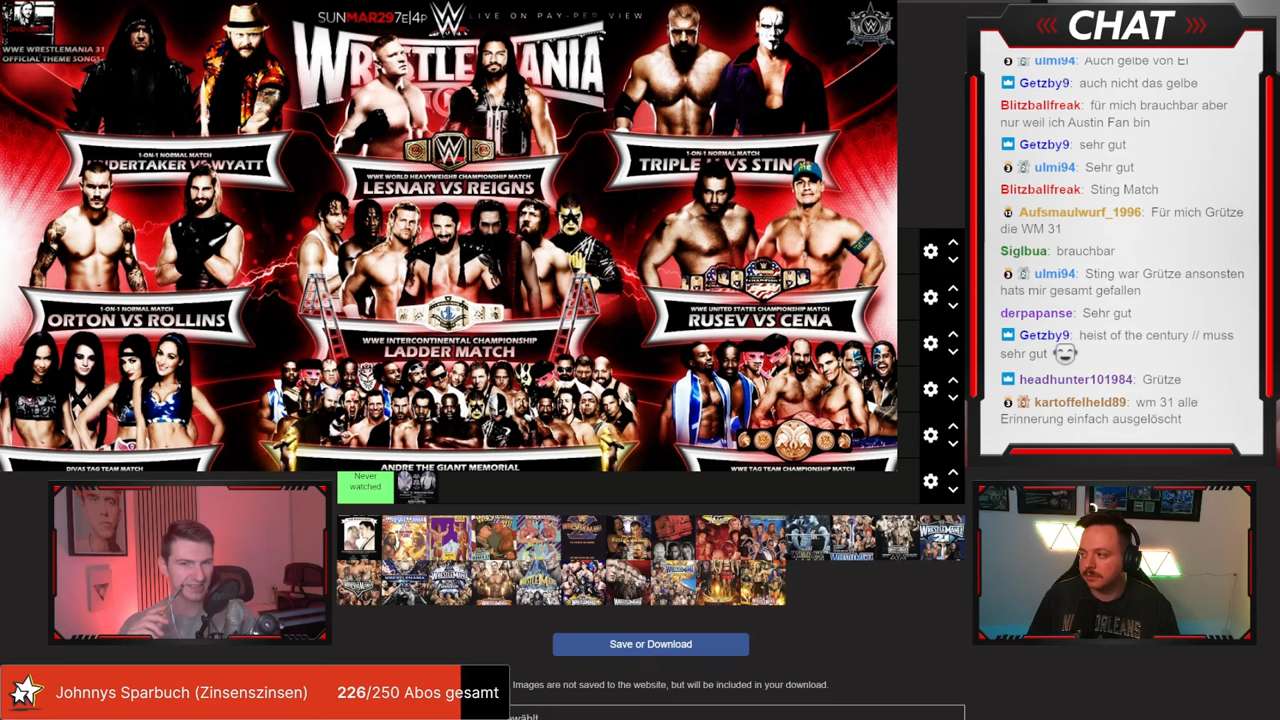 SUNMAR297E|4P
LIVE ON PAY-PER VIEW
WRESTLEMANIA
WWE WRESTLEMANIA 31
OFFICIAL THEME SONGS
1-ON-1 NORMAL MATCH
UNDERTAKER VS WYATT
WWE WORLD HEAVYWEIGHT CHAMPIONSHIP MATCH
LESNAR VS REIGNS
1-ON-1 NORMAL MATCH
TRIPLE H VS STING
1-ON-1 NORMAL MATCH
ORTON VS ROLLINS
WWE INTERCONTINENTAL CHAMPIONSHIP
LADDER MATCH
WWE UNITED STATES CHAMPIONSHIP MATCH
RUSEV VS CENA
DIVAS TAG TEAM MATCH
ANDRE THE GIANT MEMORIAL
WWE TAG TEAM CHAMPIONSHIP MATCH
Never
watched
Save or Download
Images are not saved to the website, but will be included in your download.
ewählt
Johnnys Sparbuch (Zinsenszinsen) 226/250 Abos gesamt
CHAT
ulmi94: Auch gelbe von Ei
Getzby9: auch nicht das gelbe
Blitzballfreak: für mich brauchbar aber
nur weil ich Austin Fan bin
Getzby9: sehr gut
ulmi94: Sehr gut
Blitzballfreak: Sting Match
Aufsmaulwurf_1996: Für mich Grütze
die WM 31
Siglbua: brauchbar
ulmi94: Sting war Grütze.ansonsten
hats mir gesamt gefallen
derpapanse: Sehr gut
Getzby9: heist of the century // muss
sehr gut
headhunter101984: Grütze
kartoffelheld89: wm 31 alle
Erinnerung einfach ausgelöscht